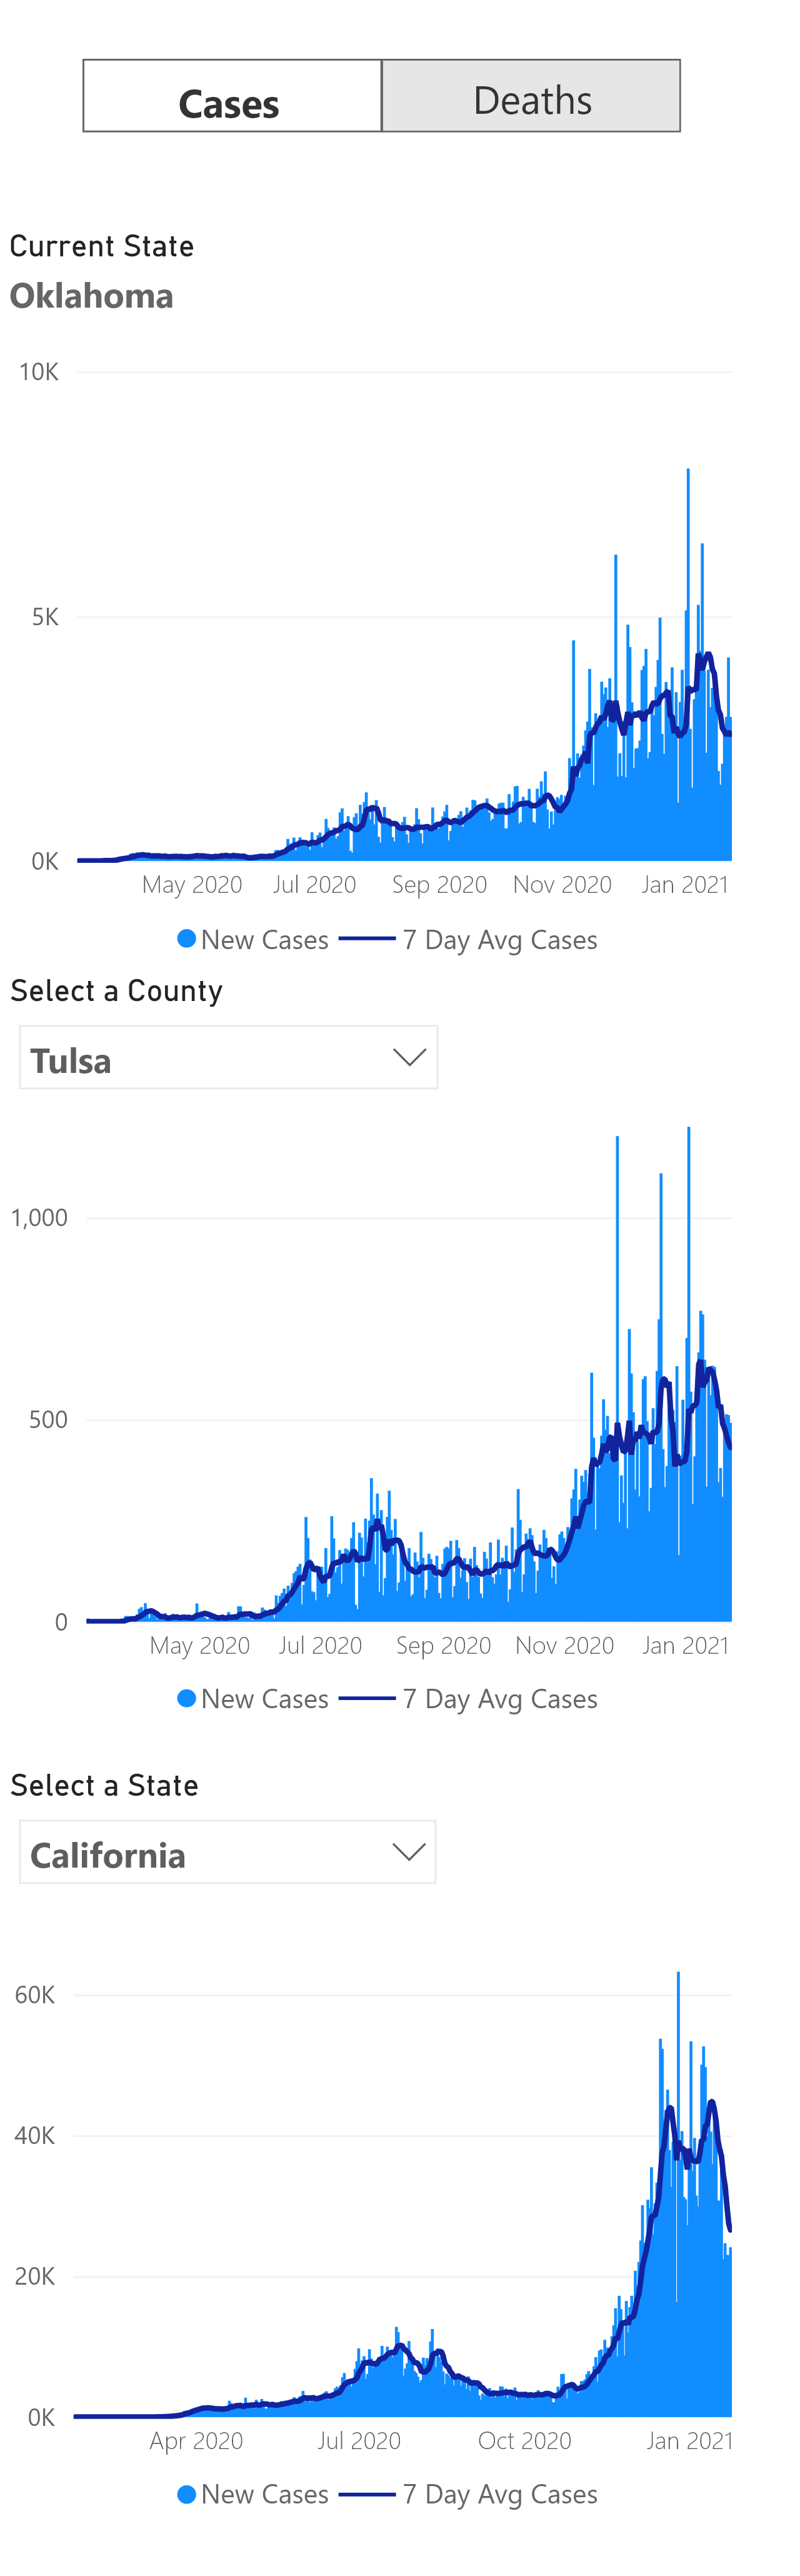 Cases Deaths
Current State
Oklahoma
10K
5K
0K
May 2020 Jul 2020 Sep 2020 Nov 2020 Jan 2021
New Cases 7 Day Avg Cases
Select a County
Tulsa
1,000
500
0
May 2020 Jul 2020 Sep 2020 Nov 2020 Jan 2021
New Cases 7 Day Avg Cases
Select a State
California
60K
40K
20K
0K
Apr 2020 Jul 2020 Oct 2020 Jan 2021
New Cases 7 Day Avg Cases